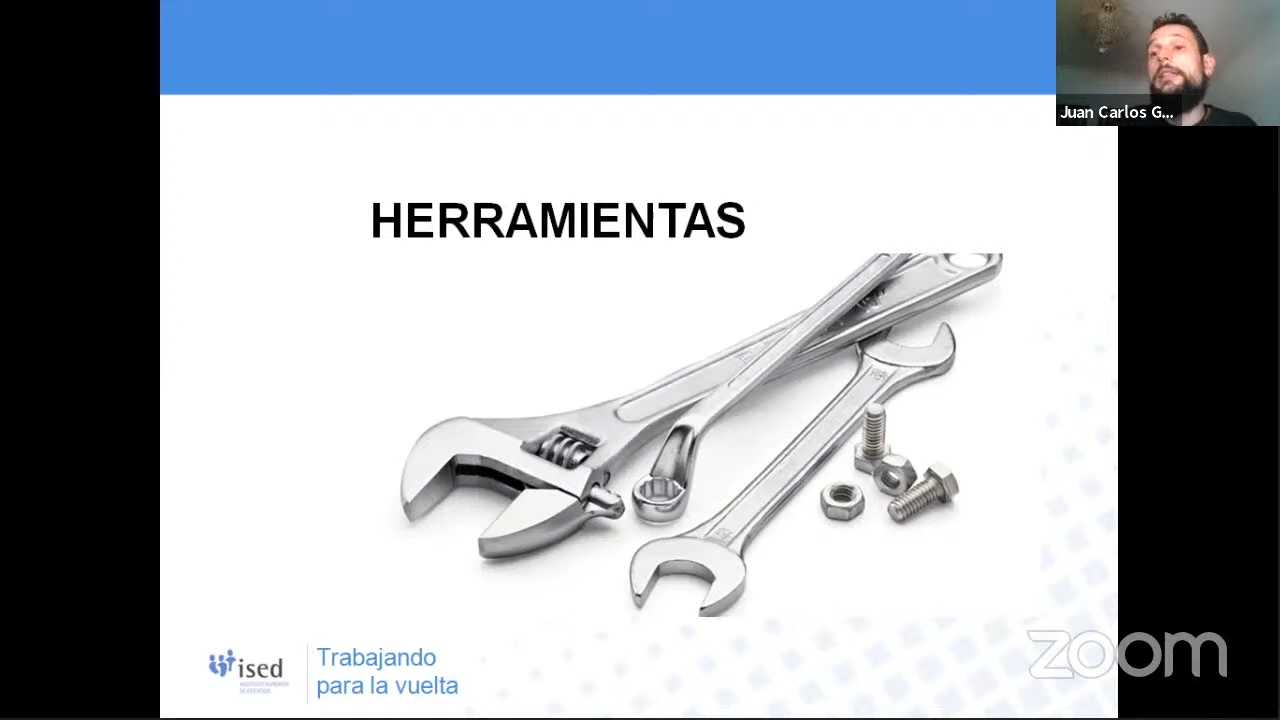 Juan Carlos G...
HERRAMIENTAS
ised
Trabajando
para la vuelta
zoom